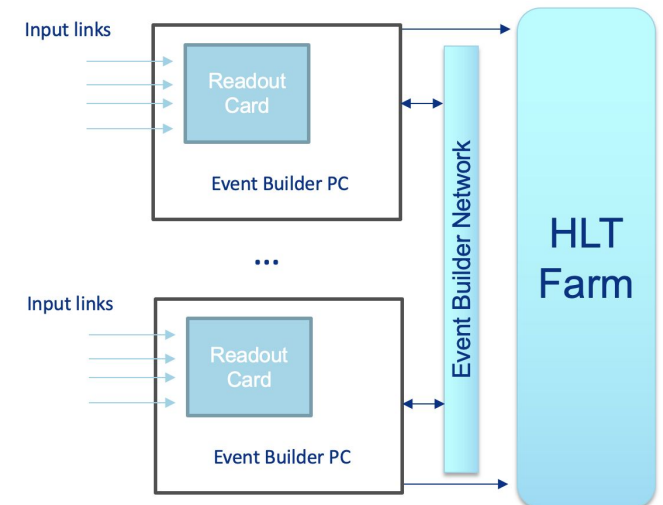 Input links
Readout
Card
Event Builder PC
...
Input links
Readout
Card
Event Builder PC
Event Builder Network
HLT
Farm